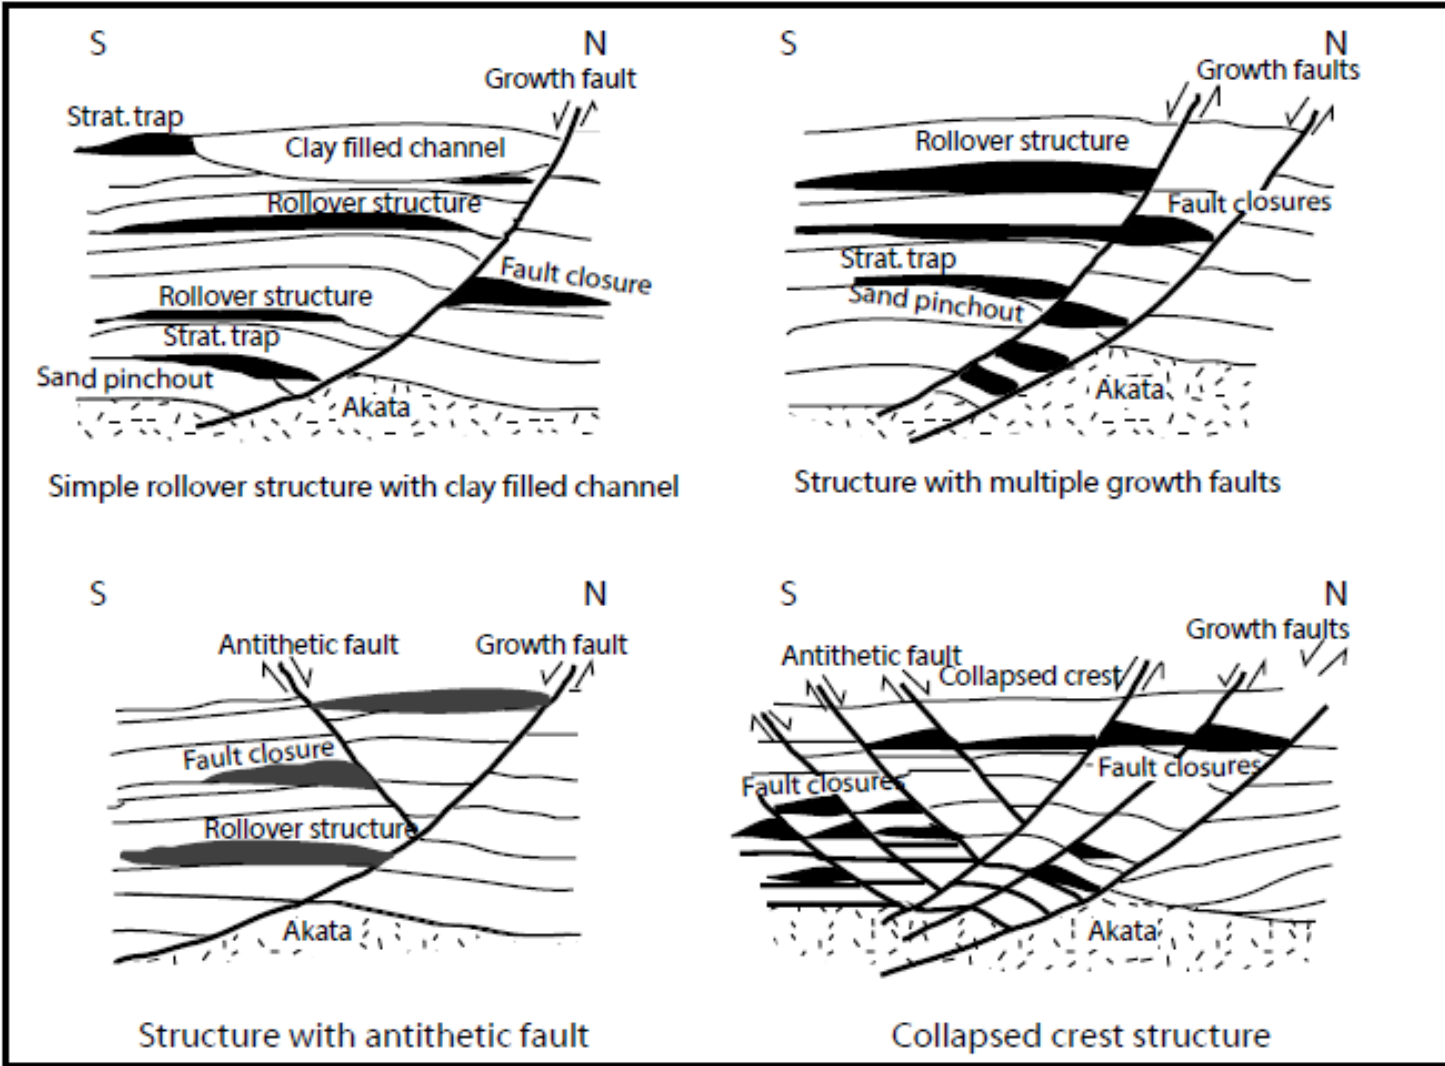 S N
Growth fault
Strat. trap
Clay filled channel
Rollover structure
Fault closure
Rollover structure
Strat. trap
Sand pinchout
Akata
Simple rollover structure with clay filled channel
S N
Growth faults
Rollover structure
Fault closures
Strat. trap
Sand pinchout
Akata
Structure with multiple growth faults
S N
Antithetic fault Growth fault
Fault closure
Rollover structure
Akata
Structure with antithetic fault
S N
Growth faults
Antithetic fault
Collapsed crest
Fault closures
Fault closures
Akata
Collapsed crest structure